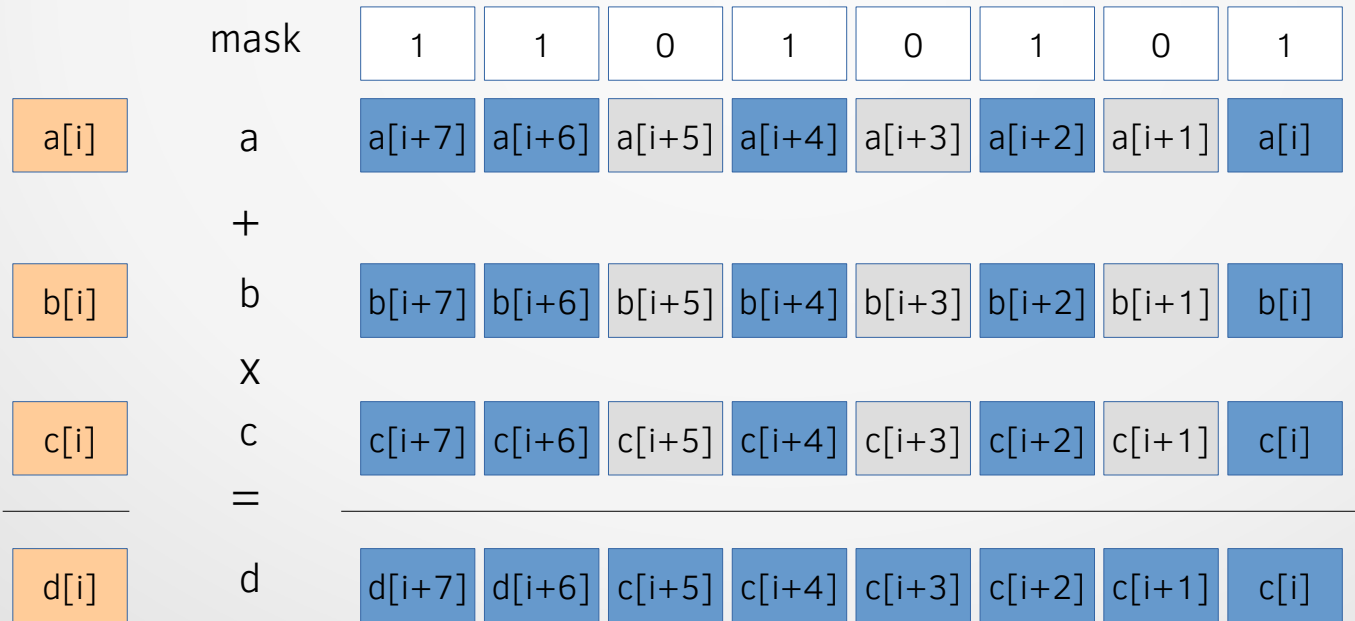 mask 1 1 0 1 0 1 0 1
a[i] a a[i+7] a[i+6] a[i+5] a[i+4] a[i+3] a[i+2] a[i+1] a[i]
+
b[i] b b[i+7] b[i+6] b[i+5] b[i+4] b[i+3] b[i+2] b[i+1] b[i]
x
c[i] c c[i+7] c[i+6] c[i+5] c[i+4] c[i+3] c[i+2] c[i+1] c[i]
=
d[i] d d[i+7] d[i+6] c[i+5] c[i+4] c[i+3] c[i+2] c[i+1] c[i]